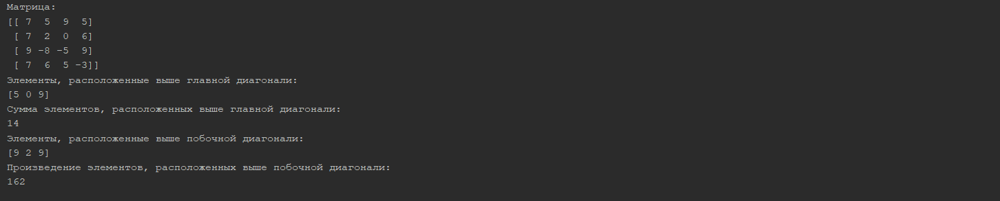 Матрица:
[[ 7  5  9  5]
 [ 7  2  0  6]
 [ 9 -8 -5  9]
 [ 7  6  5 -3]]
Элементы, расположенные выше главной диагонали:
[5 0 9]
Сумма элементов, расположенных выше главной диагонали:
14
Элементы, расположенные выше побочной диагонали:
[9 2 9]
Произведение элементов, расположенных выше побочной диагонали:
162